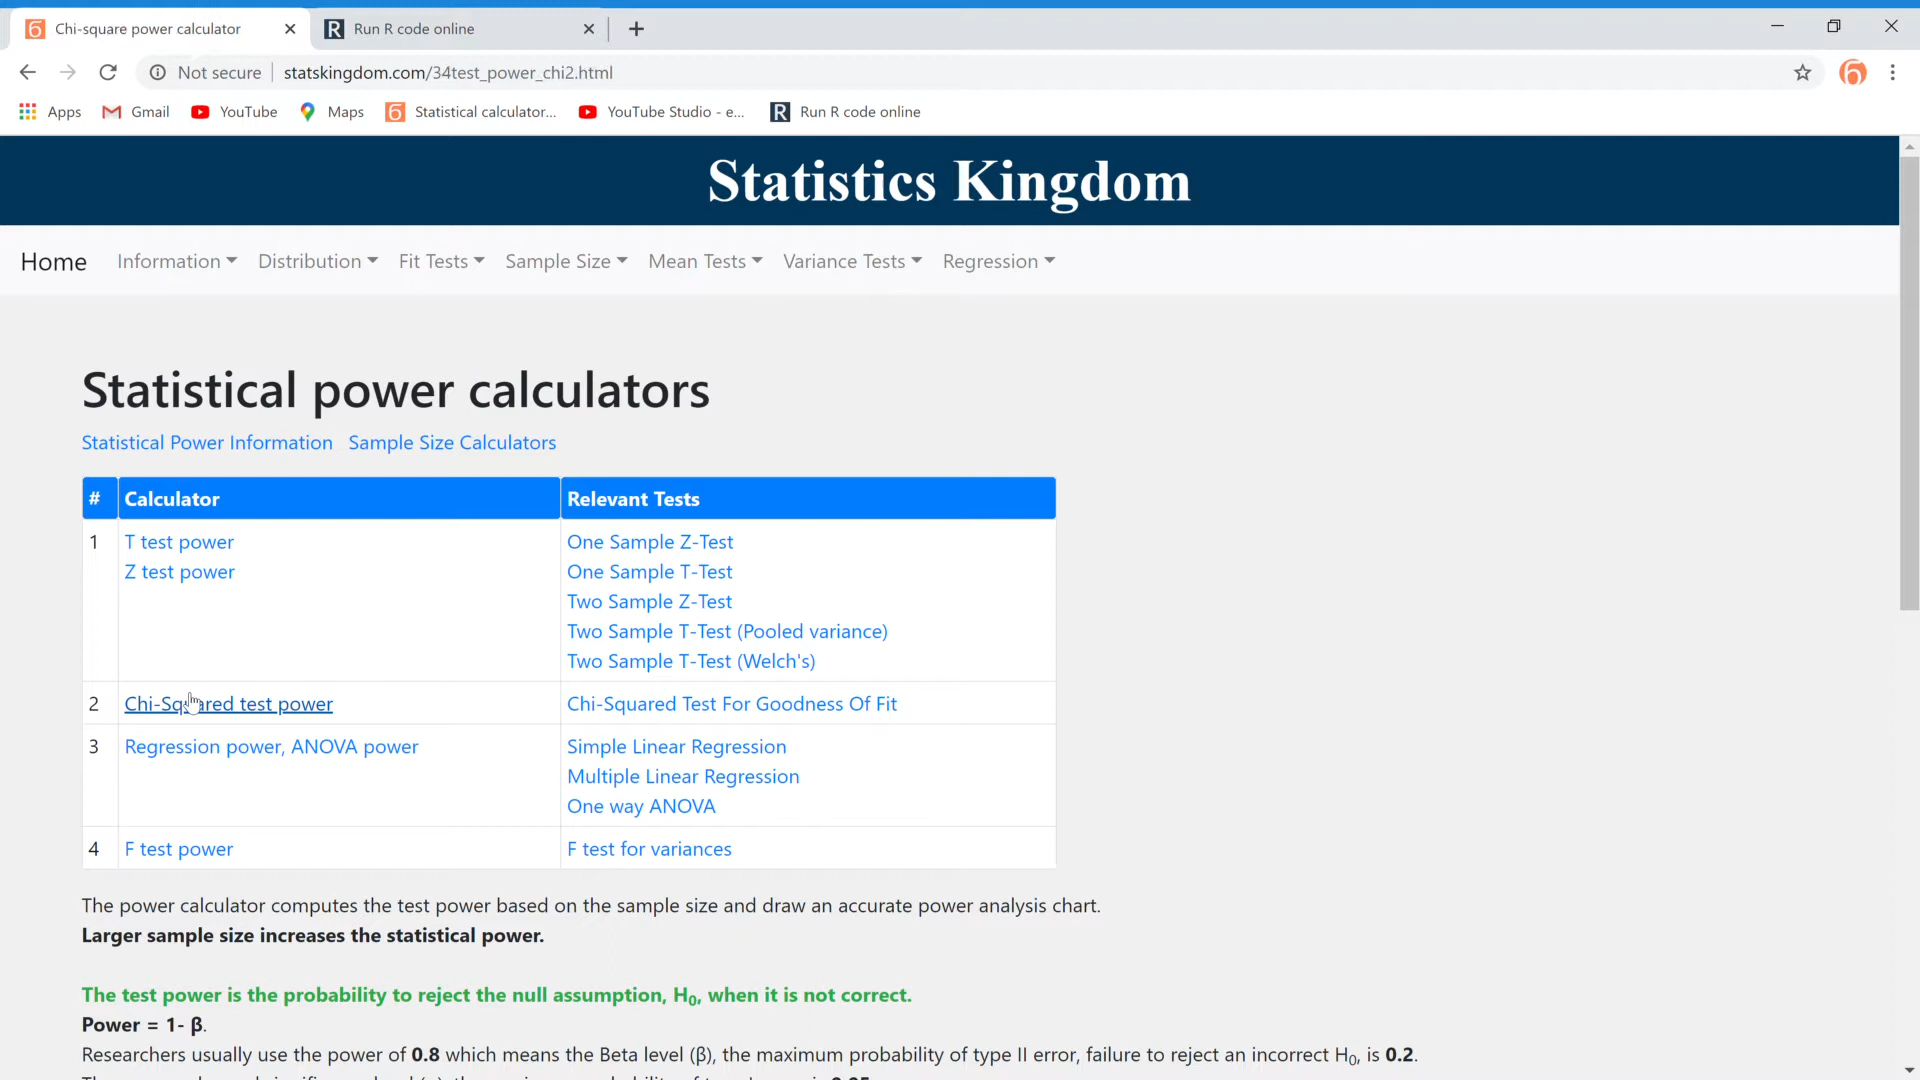 Chi-square power calculator
Run R code online
Not secure
statskingdom.com/34test_power_chi2.html
Apps
Gmail
YouTube
Maps
Statistical calculator...
YouTube Studio - e...
R Run R code online
Statistics Kingdom
Home Information Distribution Fit Tests Sample Size Mean Tests Variance Tests Regression
Statistical power calculators
Statistical Power Information Sample Size Calculators
# Calculator Relevant Tests
1 T test power One Sample Z-Test
Z test power One Sample T-Test
Two Sample Z-Test
Two Sample T-Test (Pooled variance)
Two Sample T-Test (Welch's)
2 Chi-Squared test power Chi-Squared Test For Goodness Of Fit
3 Regression power, ANOVA power Simple Linear Regression
Multiple Linear Regression
One way ANOVA
4 F test power F test for variances
The power calculator computes the test power based on the sample size and draw an accurate power analysis chart.
Larger sample size increases the statistical power.
The test power is the probability to reject the null assumption, H0, when it is not correct.
Power = 1- β.
Researchers usually use the power of 0.8 which means the Beta level (β), the maximum probability of type II error, failure to reject an incorrect H0, is 0.2.